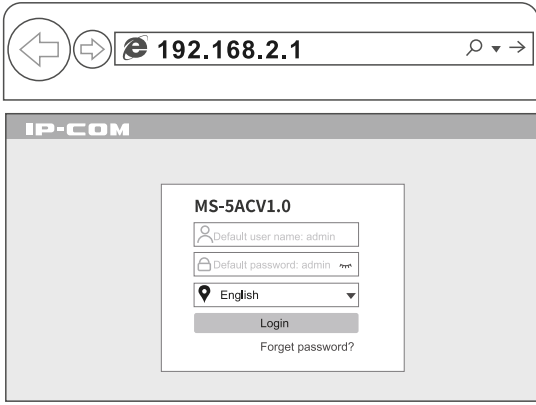 192.168.2.1
IP-COM
MS-5ACV1.0
Default user name: admin
Default password: admin
English
Login
Forget password?